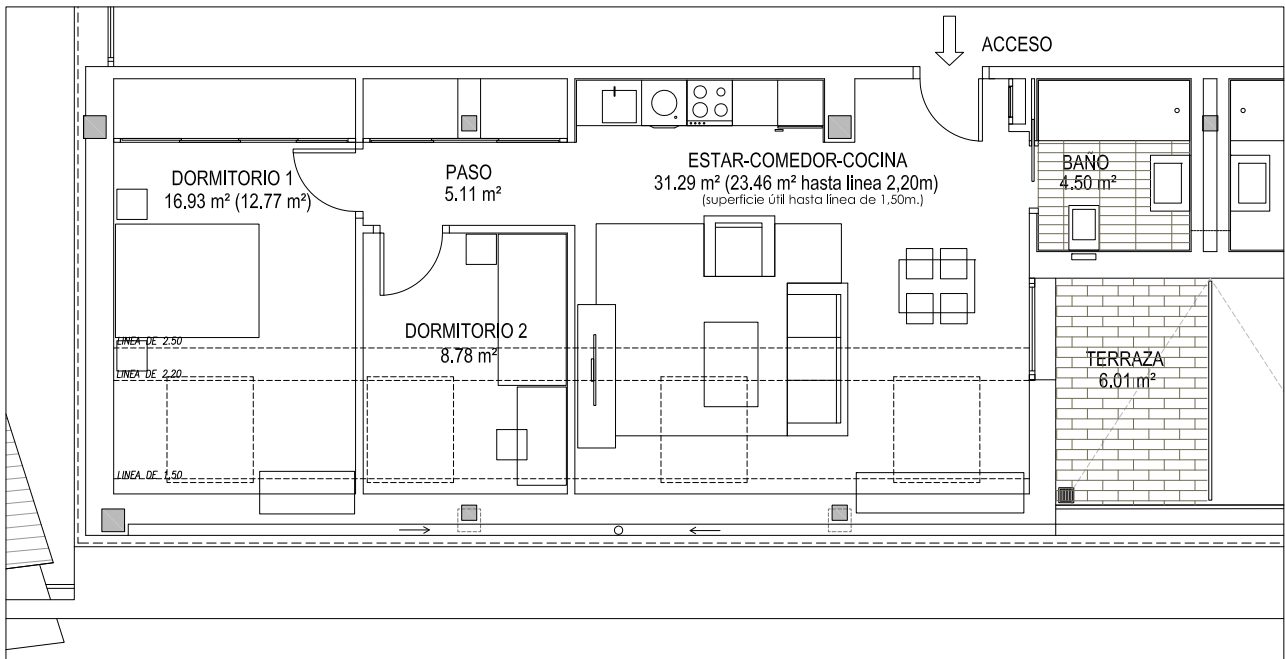 ACCESO
ESTAR-COMEDOR-COCINA
31.29 m² (23.46 m² hasta linea 2,20m)
(superficie útil hasta línea de 1,50m.)
BAÑO
4.50 m²
DORMITORIO 1
16.93 m² (12.77 m²)
PASO
5.11 m²
DORMITORIO 2
8.78 m²
LINEA DE 2.50
LINEA DE 2.20
LINEA DE 1.50
TERRAZA
6.01 m²